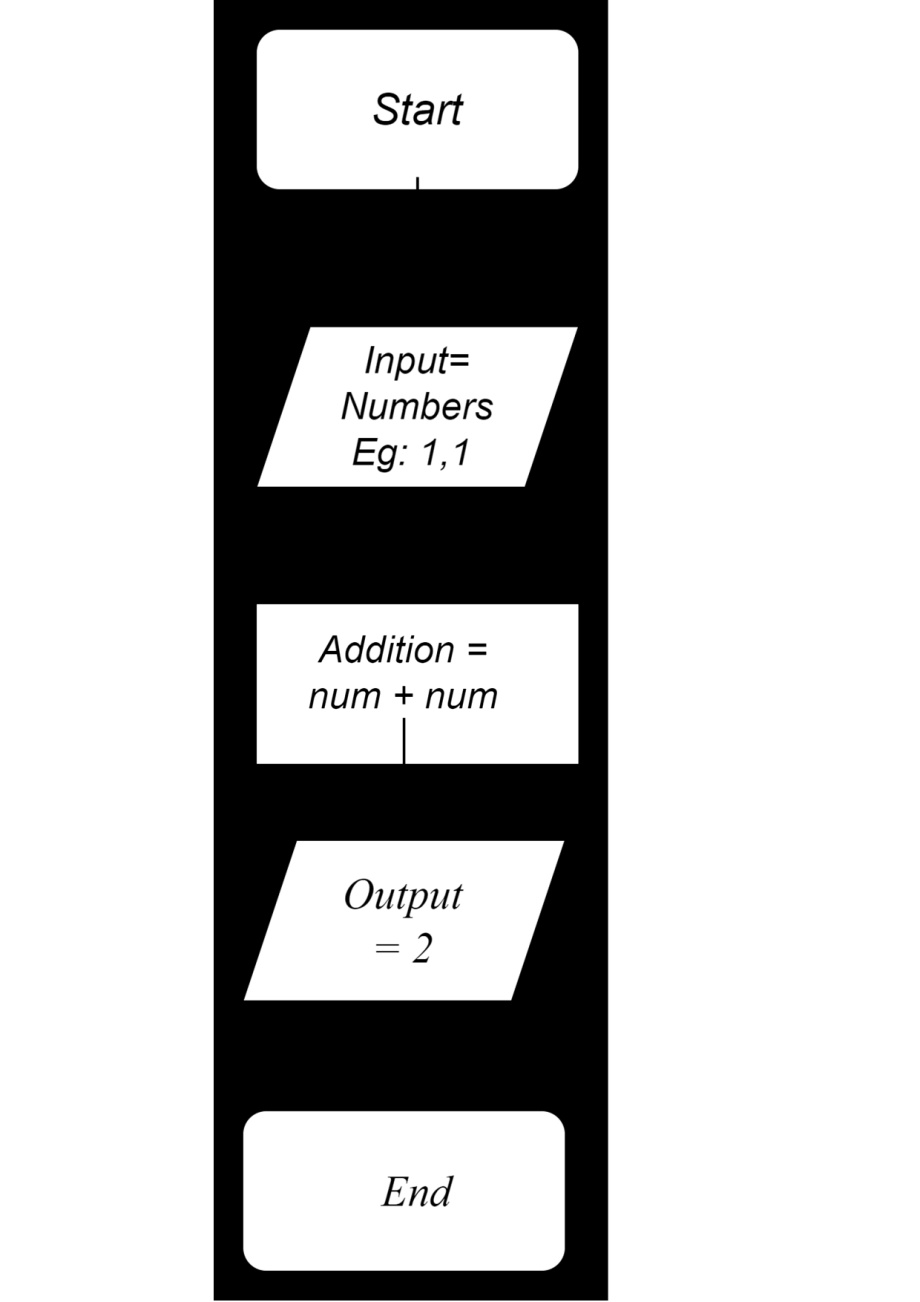 Start
Input=
Numbers
Eg: 1,1
Addition =
num + num
Output
= 2
End